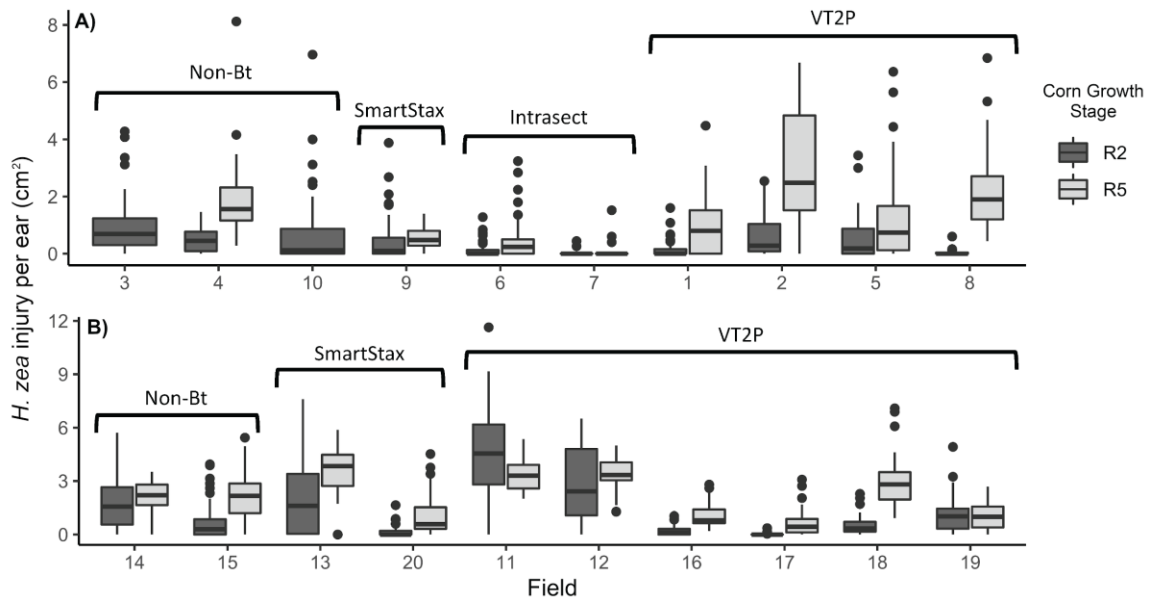 A)
VT2P
Non-Bt
SmartStax
Intrasect
8
6
4
2
0
3 4 10 9 6 7 1 2 5 8
Corn Growth
Stage
R2
R5
H. zea injury per ear (cm²)
B)
VT2P
SmartStax
Non-Bt
12
9
6
3
0
14 15 13 20 11 12 16 17 18 19
Field